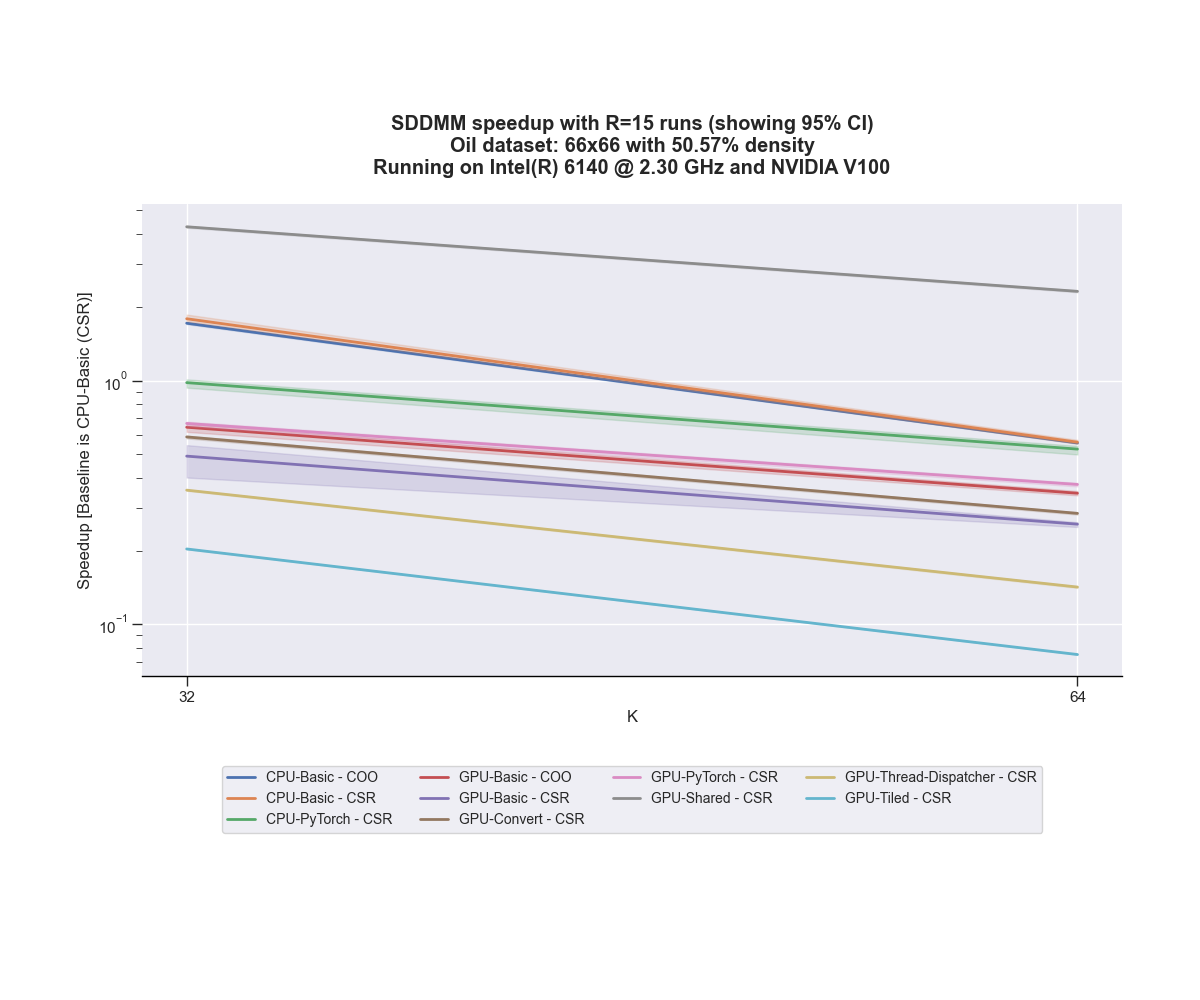 SDDMM speedup with R=15 runs (showing 95% CI)
Oil dataset: 66x66 with 50.57% density
Running on Intel(R) 6140 @ 2.30 GHz and NVIDIA V100
Speedup [Baseline is CPU-Basic (CSR)]
10⁰
10⁻¹
32
64
K
CPU-Basic - COO
CPU-Basic - CSR
CPU-PyTorch - CSR
GPU-Basic - COO
GPU-Basic - CSR
GPU-Convert - CSR
GPU-PyTorch - CSR
GPU-Shared - CSR
GPU-Thread-Dispatcher - CSR
GPU-Tiled - CSR